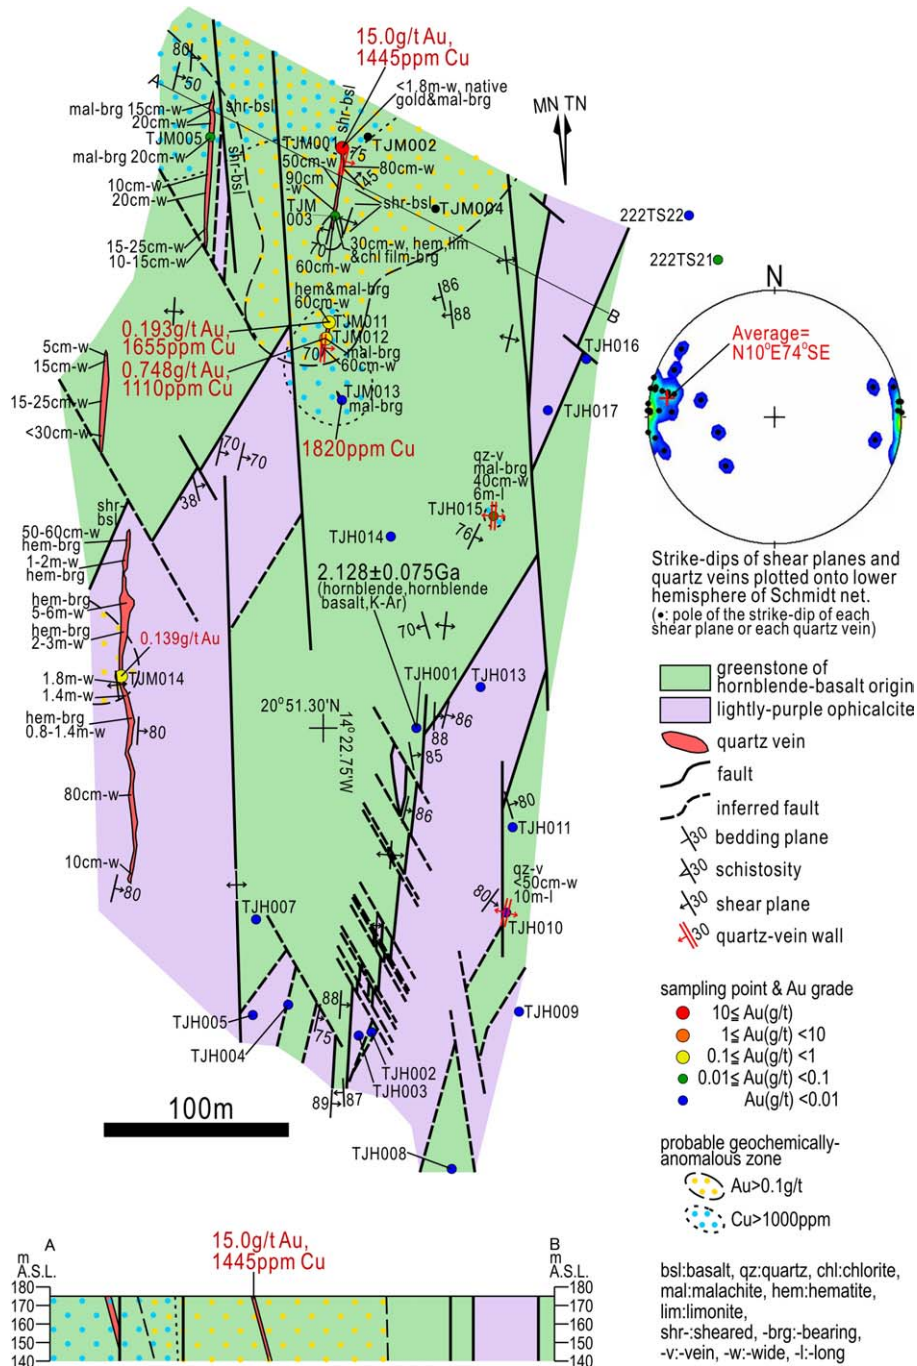 15.0g/t Au,
1445ppm Cu
<1.8m-w, native
gold&mal-brg
MN TN
80
50
A
shr-bsl
shr-bsl
mal-brg 15cm-w
20cm-w
TJM005
mal-brg 20cm-w
shr-bsl
10cm-w
20cm-w
15-25cm-w
10-15cm-w
TJM001
TJM002
75
50cm-w
80cm-w
90cm
-w
45
TJM
003
shr-bsl
TJM004
70
30cm-w, hem,lim
&chl film-brg
60cm-w
222TS22
222TS21
hem&mal-brg
60cm-w
TJM011
86
88
B
0.193g/t Au,
1655ppm Cu
TJM012
70
mal-brg
60cm-w
0.748g/t Au,
1110ppm Cu
TJM013
mal-brg
1820ppm Cu
TJH016
TJH017
N
Average=
N10°E74°SE
5cm-w
15cm-w
15-25cm-w
<30cm-w
70
70
38
shr-
bsl
qz-v
mal-brg
40cm-w
6m-l
TJH015
76
TJH014
50-60cm-w
hem-brg
1-2m-w
hem-brg
hem-brg
5-6m-w
hem-brg
2-3m-w
0.139g/t Au
1.8m-w
TJM014
1.4m-w
hem-brg
0.8-1.4m-w
80
80cm-w
10cm-w
80
2.128±0.075Ga
(hornblende,hornblende
basalt,K-Ar)
70
TJH001
TJH013
86
88
85
20°51.30'N
14°22.75'W
86
80
TJH011
qz-v
<50cm-w
10m-l
80
TJH010
TJH007
TJH005
TJH004
88
75
TJH002
TJH003
TJH009
89
87
TJH008
100m
Strike-dips of shear planes and
quartz veins plotted onto lower
hemisphere of Schmidt net.
(•: pole of the strike-dip of each
shear plane or each quartz vein)
greenstone of
hornblende-basalt origin
lightly-purple ophicalcite
quartz vein
fault
inferred fault
30 bedding plane
30 schistosity
30 shear plane
30 quartz-vein wall
sampling point & Au grade
10≦ Au(g/t)
1≦ Au(g/t) <10
0.1≦Au(g/t) <1
0.01≦ Au(g/t) <0.1
Au(g/t) <0.01
probable geochemically-
anomalous zone
Au>0.1g/t
Cu>1000ppm
bsl:basalt, qz:quartz, chl:chlorite,
mal:malachite, hem:hematite,
lim:limonite,
shr-:sheared, -brg:-bearing,
-v:-vein, -w:-wide, -l:-long
15.0g/t Au,
1445ppm Cu
A
B
m
A.S.L.
m
A.S.L.
180
180
170
170
160
160
150
150
140
140